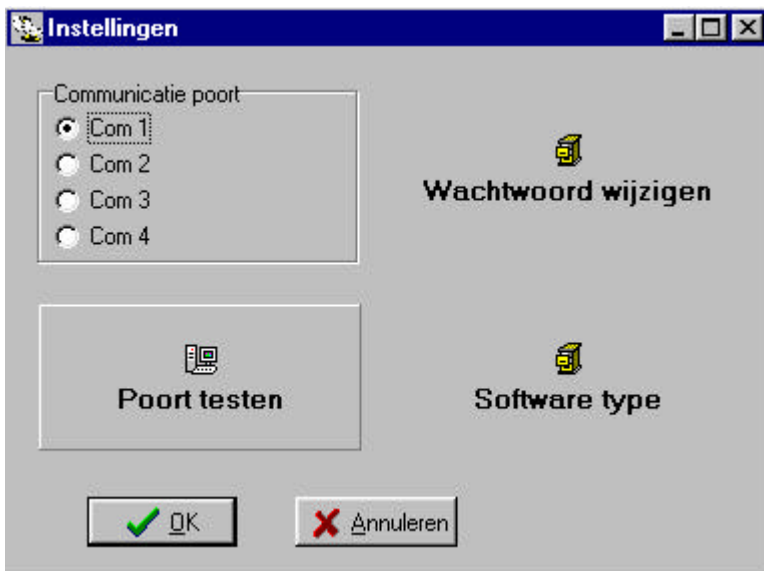 Instellingen
Communicatie poort
Com 1
Com 2
Com 3
Com 4
Wachtwoord wijzigen
Poort testen
Software type
OK
Annuleren